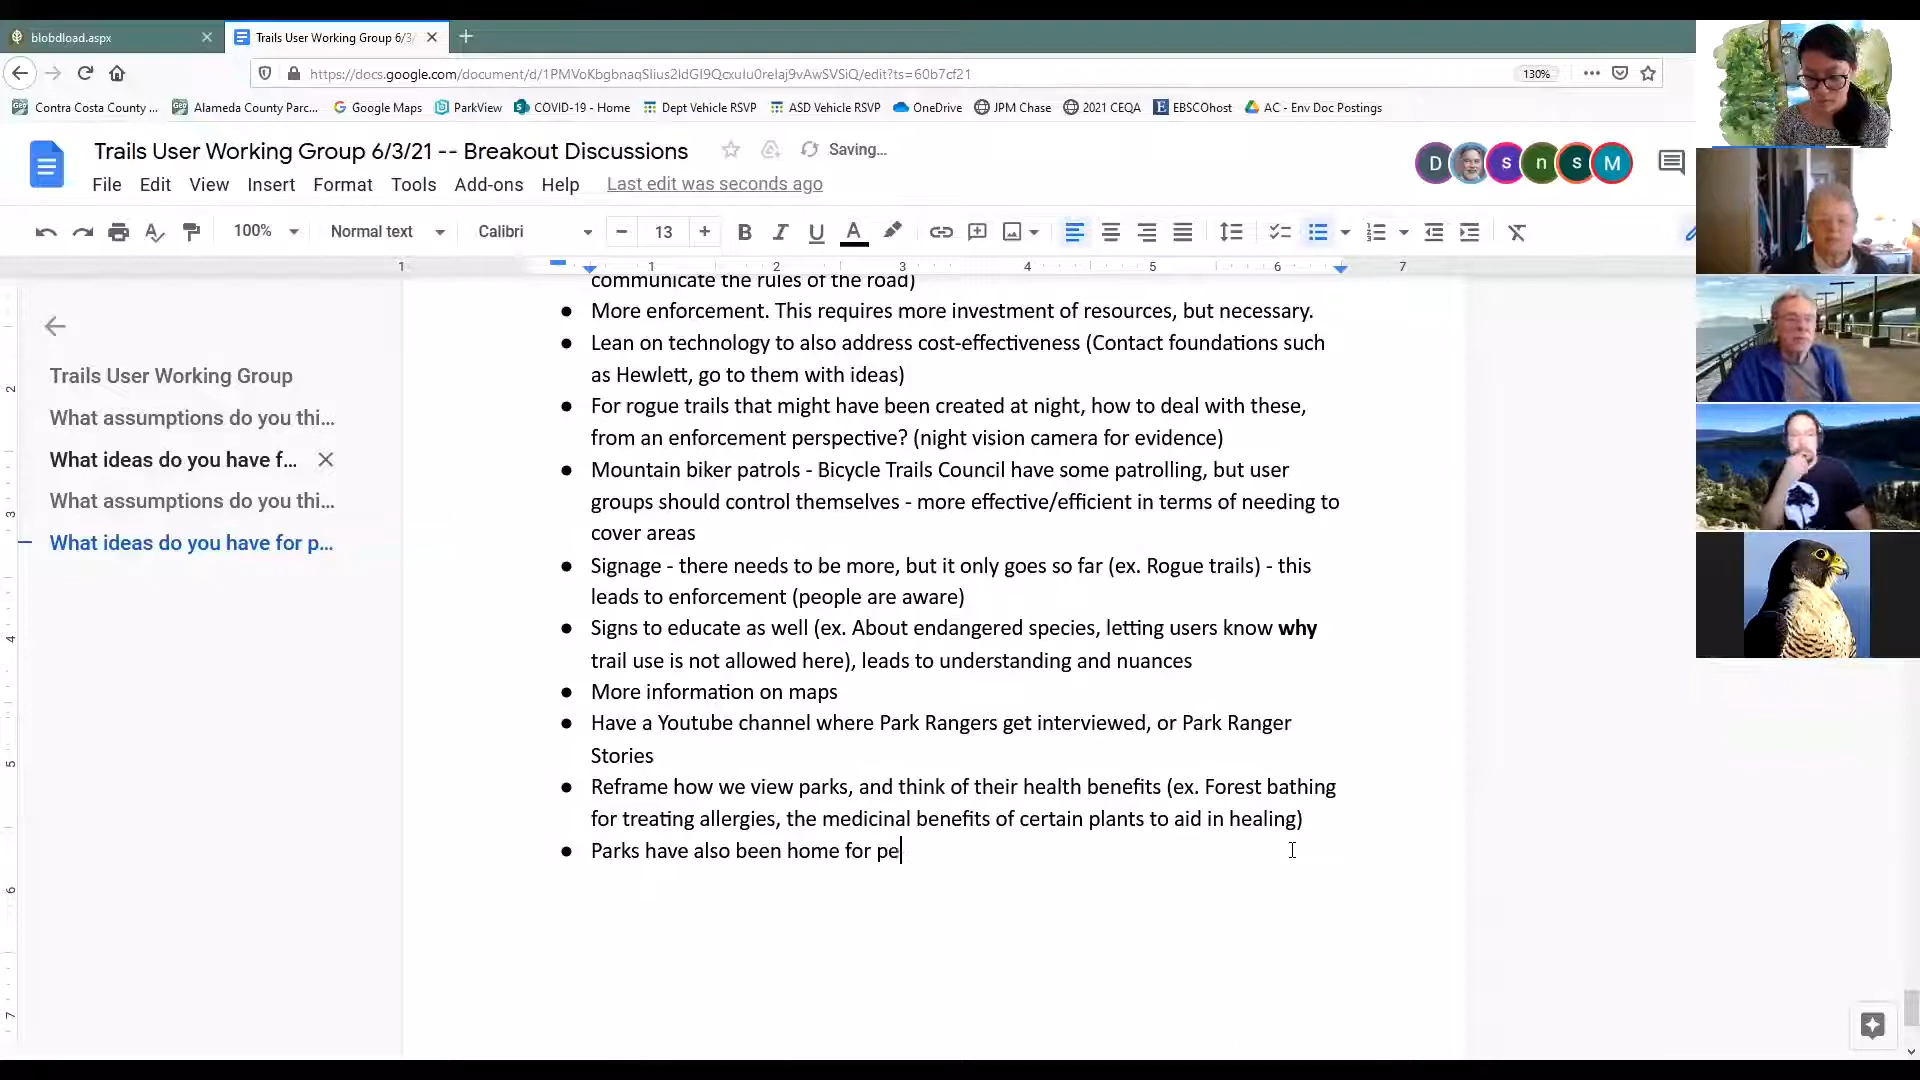 blobdload.aspx
Trails User Working Group 6/3/
https://docs.google.com/document/d/1PMVoKbgbnaqSlius2ldGI9Qcxulu0relaj9vAwSVSiQ/edit?ts=60b7cf21
130%
Contra Costa County ...
Alameda County Parc...
Google Maps
ParkView
COVID-19 - Home
Dept Vehicle RSVP
ASD Vehicle RSVP
OneDrive
JPM Chase
2021 CEQA
EBSCOhost
AC - Env Doc Postings
Trails User Working Group 6/3/21 -- Breakout Discussions
Saving...
D S n s M
File Edit View Insert Format Tools Add-ons Help Last edit was seconds ago
100% Normal text Calibri 13
1 1 2 3 4 5 6 7
Trails User Working Group
What assumptions do you thi...
What ideas do you have f...
What assumptions do you thi...
What ideas do you have for p...
2
3
4
5
6
7
communicate the rules of the road)
● More enforcement. This requires more investment of resources, but necessary.
● Lean on technology to also address cost-effectiveness (Contact foundations such
as Hewlett, go to them with ideas)
● For rogue trails that might have been created at night, how to deal with these,
from an enforcement perspective? (night vision camera for evidence)
● Mountain biker patrols - Bicycle Trails Council have some patrolling, but user
groups should control themselves - more effective/efficient in terms of needing to
cover areas
● Signage - there needs to be more, but it only goes so far (ex. Rogue trails) - this
leads to enforcement (people are aware)
● Signs to educate as well (ex. About endangered species, letting users know why
trail use is not allowed here), leads to understanding and nuances
● More information on maps
● Have a Youtube channel where Park Rangers get interviewed, or Park Ranger
Stories
● Reframe how we view parks, and think of their health benefits (ex. Forest bathing
for treating allergies, the medicinal benefits of certain plants to aid in healing)
● Parks have also been home for pe